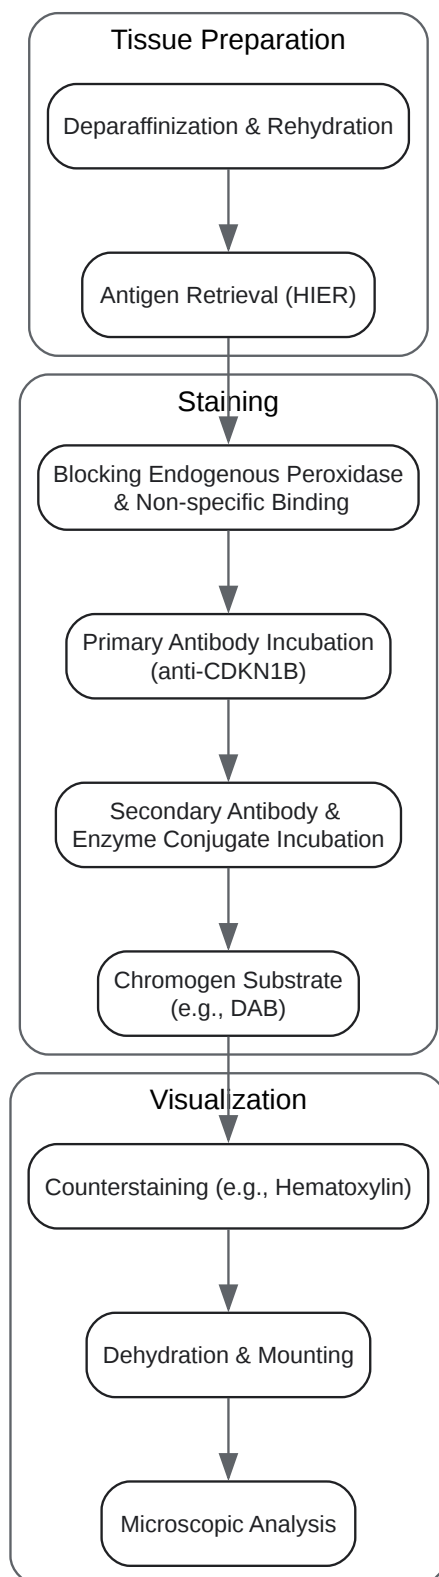 Tissue Preparation
Deparaffinization & Rehydration
Antigen Retrieval (HIER)
Staining
Blocking Endogenous Peroxidase
& Non-specific Binding
Primary Antibody Incubation
(anti-CDKN1B)
Secondary Antibody &
Enzyme Conjugate Incubation
Chromogen Substrate
(e.g., DAB)
Visualization
Counterstaining (e.g., Hematoxylin)
Dehydration & Mounting
Microscopic Analysis